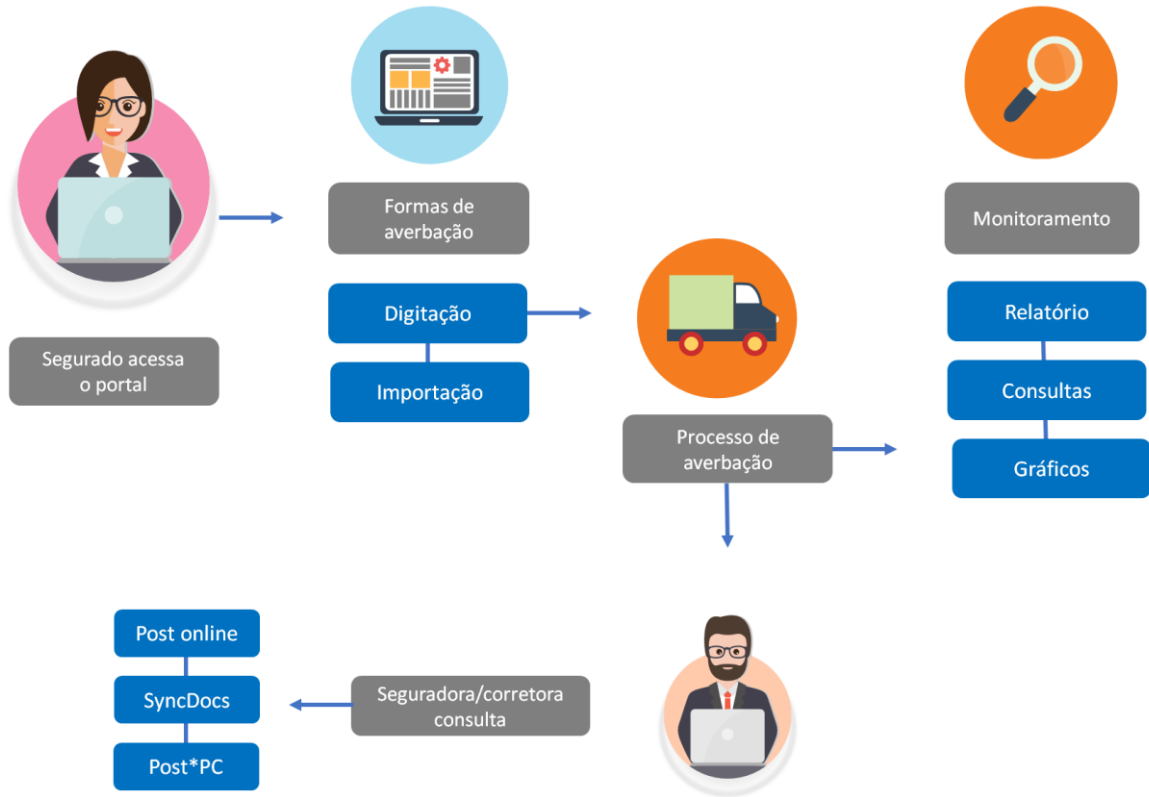 Segurado acessa
o portal
Formas de
averbação
Digitação
Importação
Processo de
averbação
Monitoramento
Relatório
Consultas
Gráficos
Seguradora/corretora
consulta
Post online
SyncDocs
Post*PC